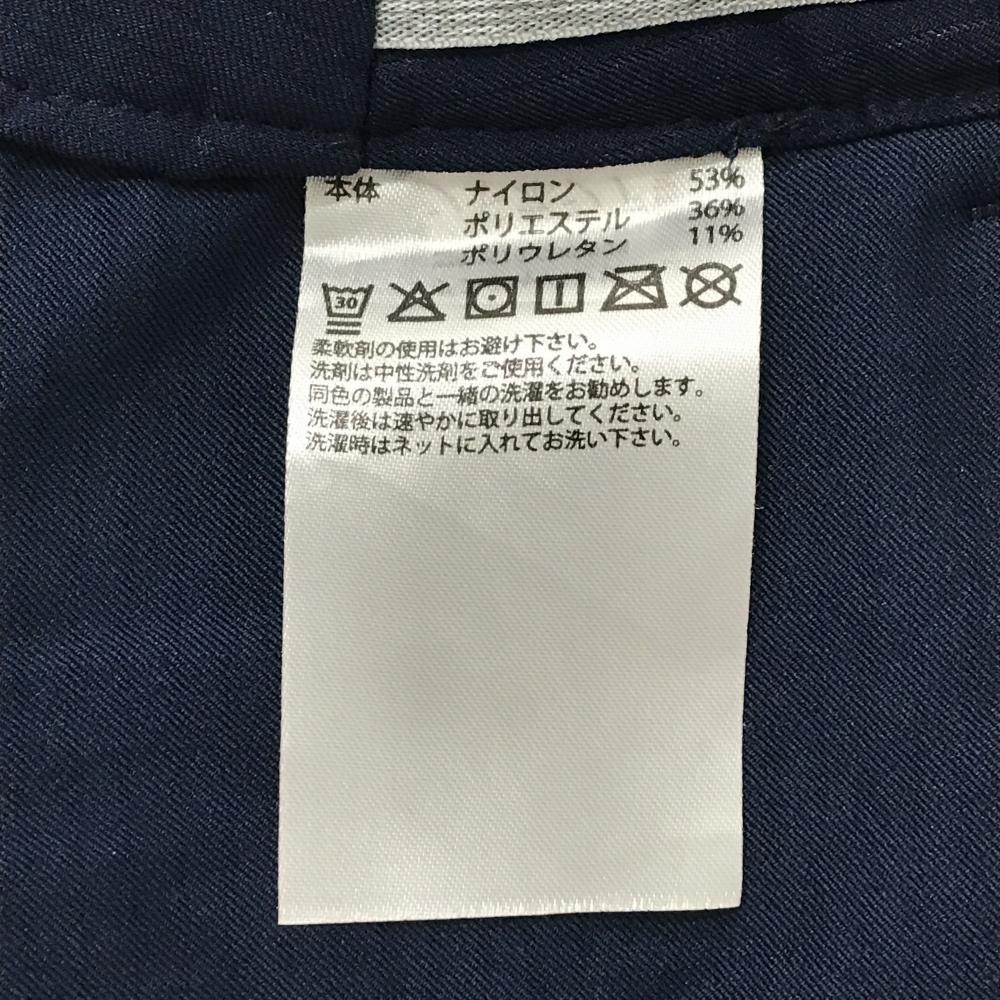 本体 ナイロン 53%
ポリエステル 36%
ポリウレタン 11%
30
柔軟剤の使用はお避け下さい。
洗剤は中性洗剤をご使用ください。
同色の製品と一緒の洗濯をお勧めします。
洗濯後は速やかに取り出してください。
洗濯時はネットに入れてお洗い下さい。